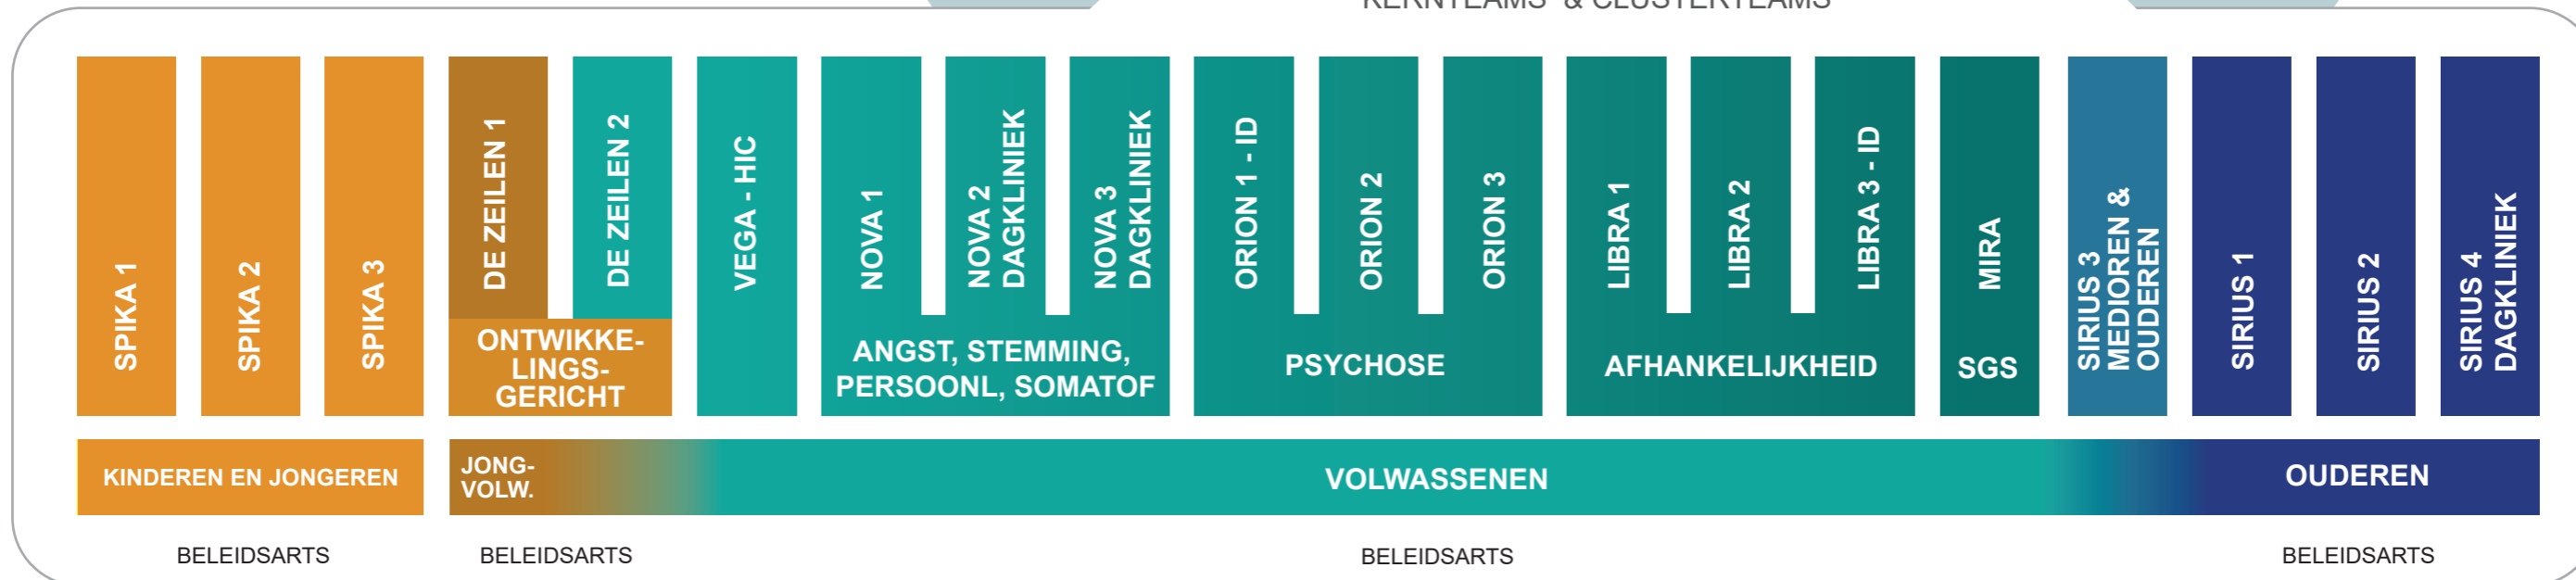 KERNTEAMS & CLUSTERTEAMS
SPIKA 1
SPIKA 2
SPIKA 3
DE ZEILEN 1
DE ZEILEN 2
ONTWIKKE-
LINGS-
GERICHT
VEGA - HIC
NOVA 1
NOVA 2
DAGKLINIEK
NOVA 3
DAGKLINIEK
ANGST, STEMMING,
PERSOONL, SOMATOF
ORION 1 - ID
ORION 2
ORION 3
PSYCHOSE
LIBRA 1
LIBRA 2
LIBRA 3 - ID
AFHANKELIJKHEID
MIRA
SGS
SIRIUS 3
MEDIOREN &
OUDEREN
SIRIUS 1
SIRIUS 2
SIRIUS 4
DAGKLINIEK
KINDEREN EN JONGEREN
JONG-
VOLW.
VOLWASSENEN
OUDEREN
BELEIDSARTS
BELEIDSARTS
BELEIDSARTS
BELEIDSARTS